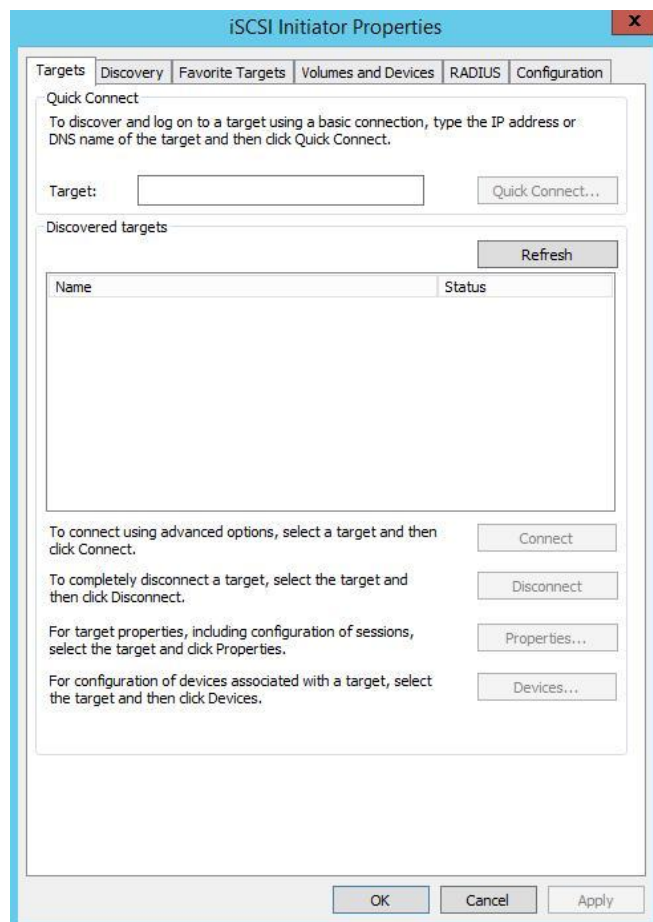 iSCSI Initiator Properties
x
Targets Discovery Favorite Targets Volumes and Devices RADIUS Configuration
Quick Connect
To discover and log on to a target using a basic connection, type the IP address or
DNS name of the target and then click Quick Connect.
Target: Quick Connect...
Discovered targets
Refresh
Name Status
To connect using advanced options, select a target and then
click Connect.
Connect
To completely disconnect a target, select the target and
then click Disconnect.
Disconnect
For target properties, including configuration of sessions,
select the target and click Properties.
Properties...
For configuration of devices associated with a target, select
the target and then click Devices.
Devices...
OK Cancel Apply